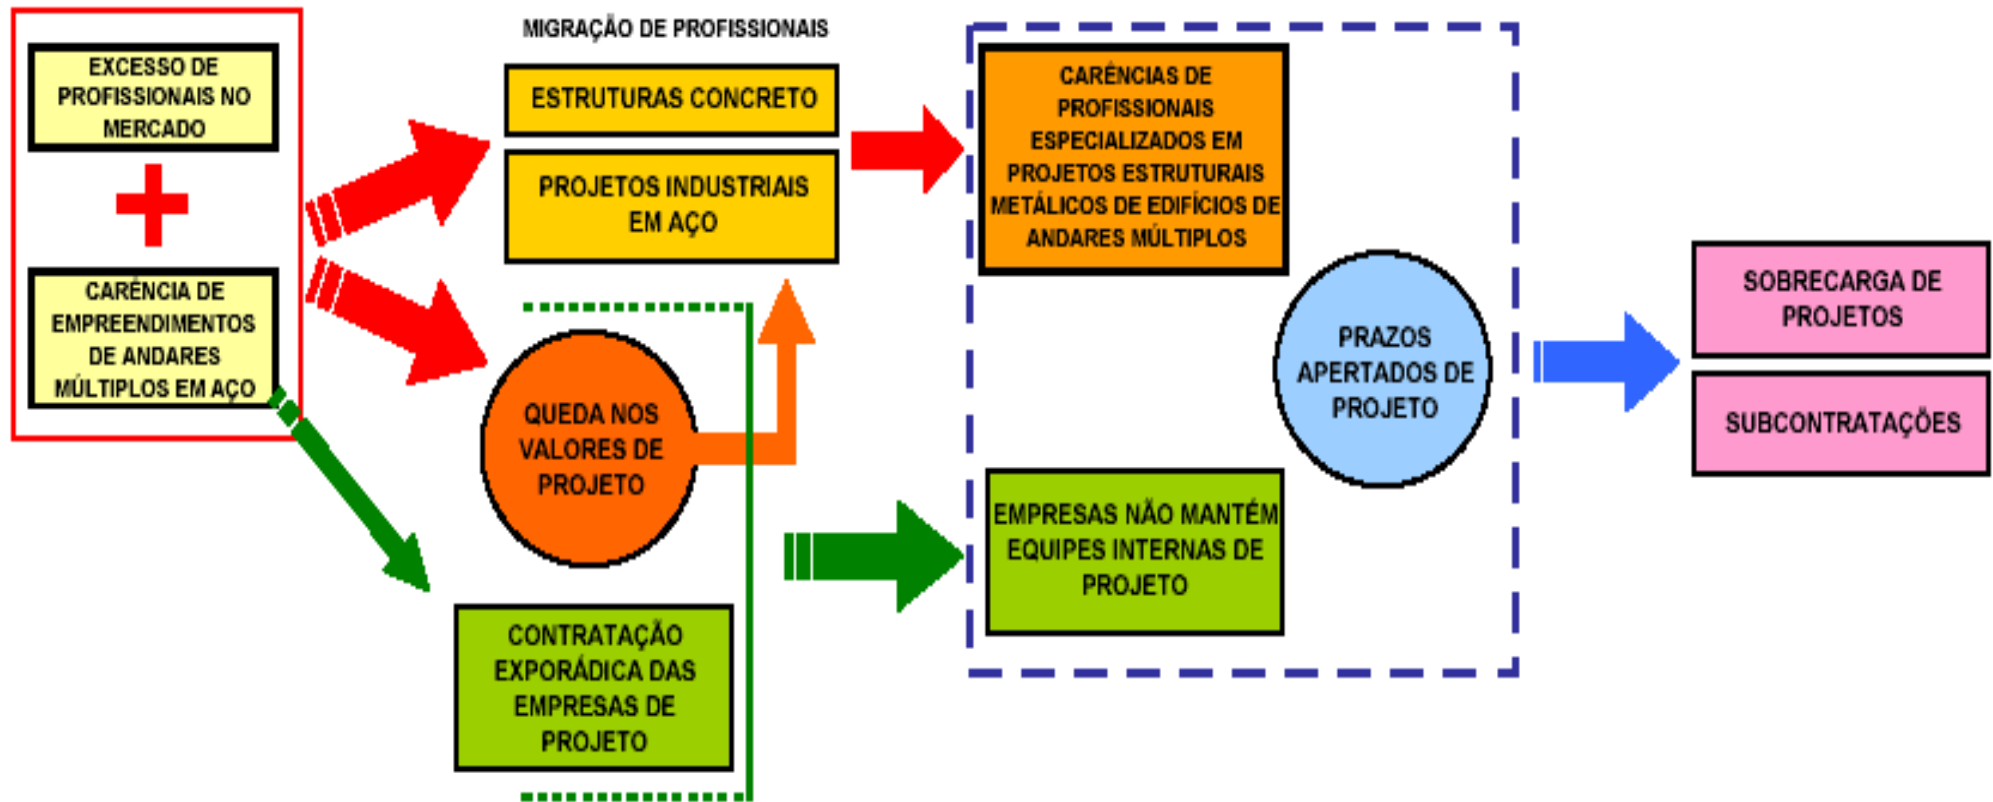 EXCESSO DE
PROFISSIONAIS NO
MERCADO
CARÊNCIA DE
EMPREENDIMENTOS
DE ANDARES
MÚLTIPLOS EM AÇO
MIGRAÇÃO DE PROFISSIONAIS
ESTRUTURAS CONCRETO
PROJETOS INDUSTRIAIS
EM AÇO
QUEDA NOS
VALORES DE
PROJETO
CONTRATAÇÃO
EXPORÁDICA DAS
EMPRESAS DE
PROJETO
CARÊNCIAS DE
PROFISSIONAIS
ESPECIALIZADOS EM
PROJETOS ESTRUTURAIS
METÁLICOS DE EDIFÍCIOS DE
ANDARES MÚLTIPLOS
PRAZOS
APERTADOS DE
PROJETO
EMPRESAS NÃO MANTÉM
EQUIPES INTERNAS DE
PROJETO
SOBRECARGA DE
PROJETOS
SUBCONTRATAÇÕES